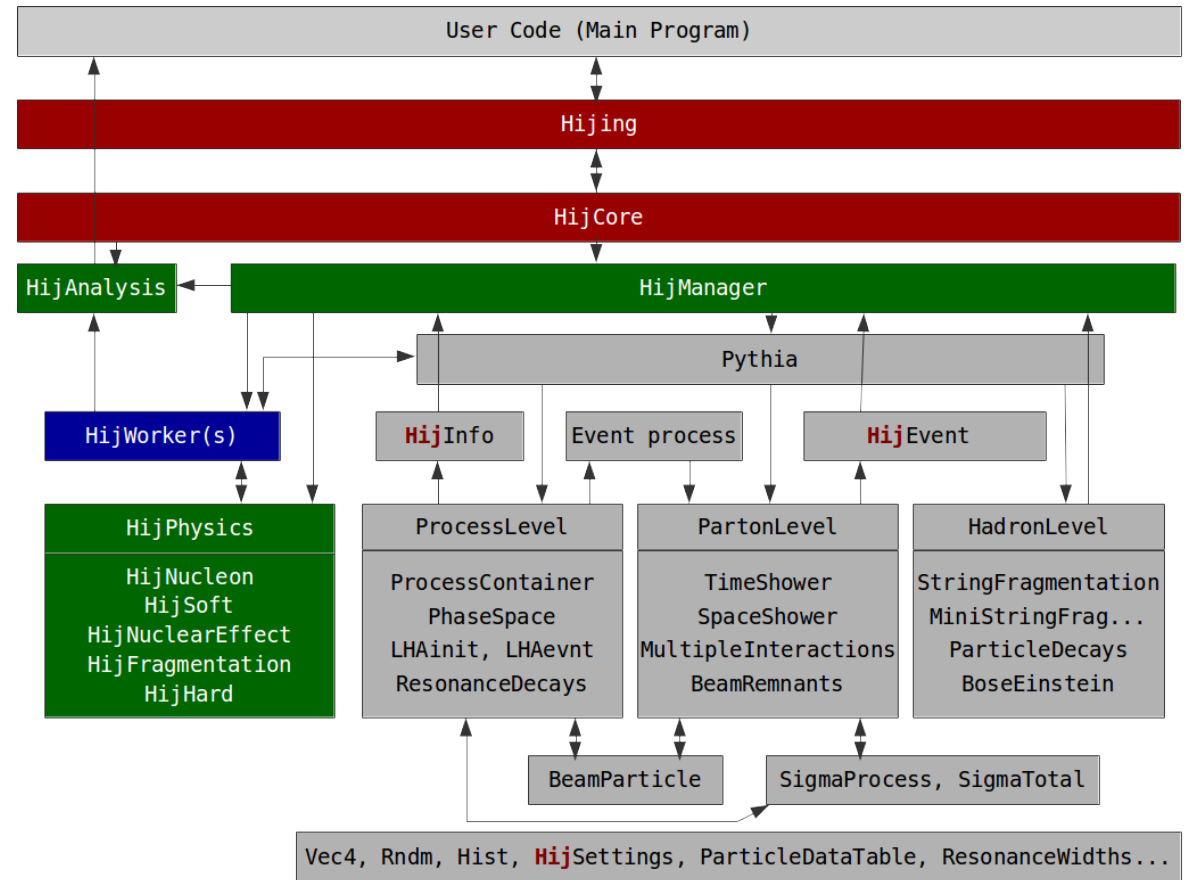 User Code (Main Program)
Hijing
HijCore
HijAnalysis
HijManager
Pythia
HijWorker(s)
HijInfo
Event process
HijEvent
HijPhysics
HijNucleon
HijSoft
HijNuclearEffect
HijFragmentation
HijHard
ProcessLevel
ProcessContainer
PhaseSpace
LHAinit, LHAevnt
ResonanceDecays
PartonLevel
TimeShower
SpaceShower
MultipleInteractions
BeamRemnants
HadronLevel
StringFragmentation
MiniStringFrag...
ParticleDecays
BoseEinstein
BeamParticle
SigmaProcess, SigmaTotal
Vec4, Rndm, Hist, HijSettings, ParticleDataTable, ResonanceWidths...